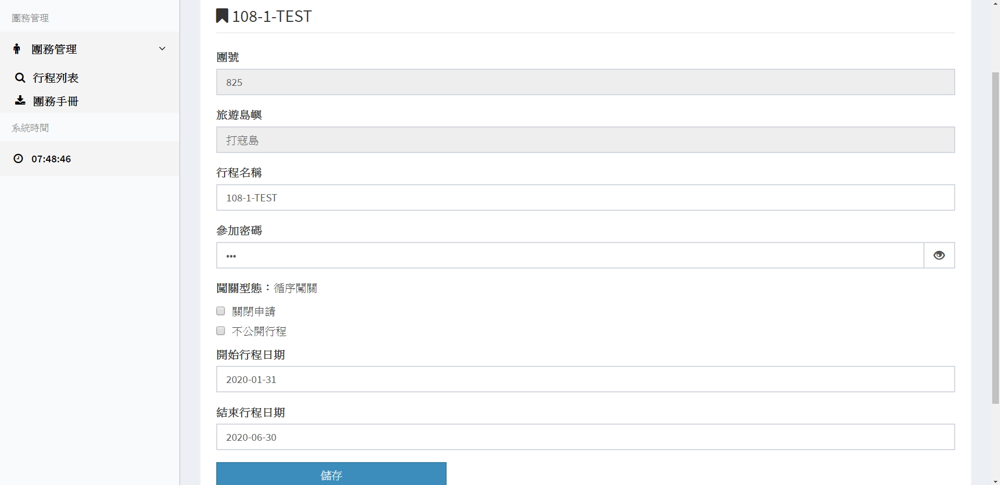 團務管理
團務管理
行程列表
團務手冊
系統時間
07:48:46
108-1-TEST
團號
825
旅遊島嶼
打寇島
行程名稱
108-1-TEST
參加密碼
•••
闖關型態：循序闖關
關閉申請
不公開行程
開始行程日期
2020-01-31
結束行程日期
2020-06-30
儲存